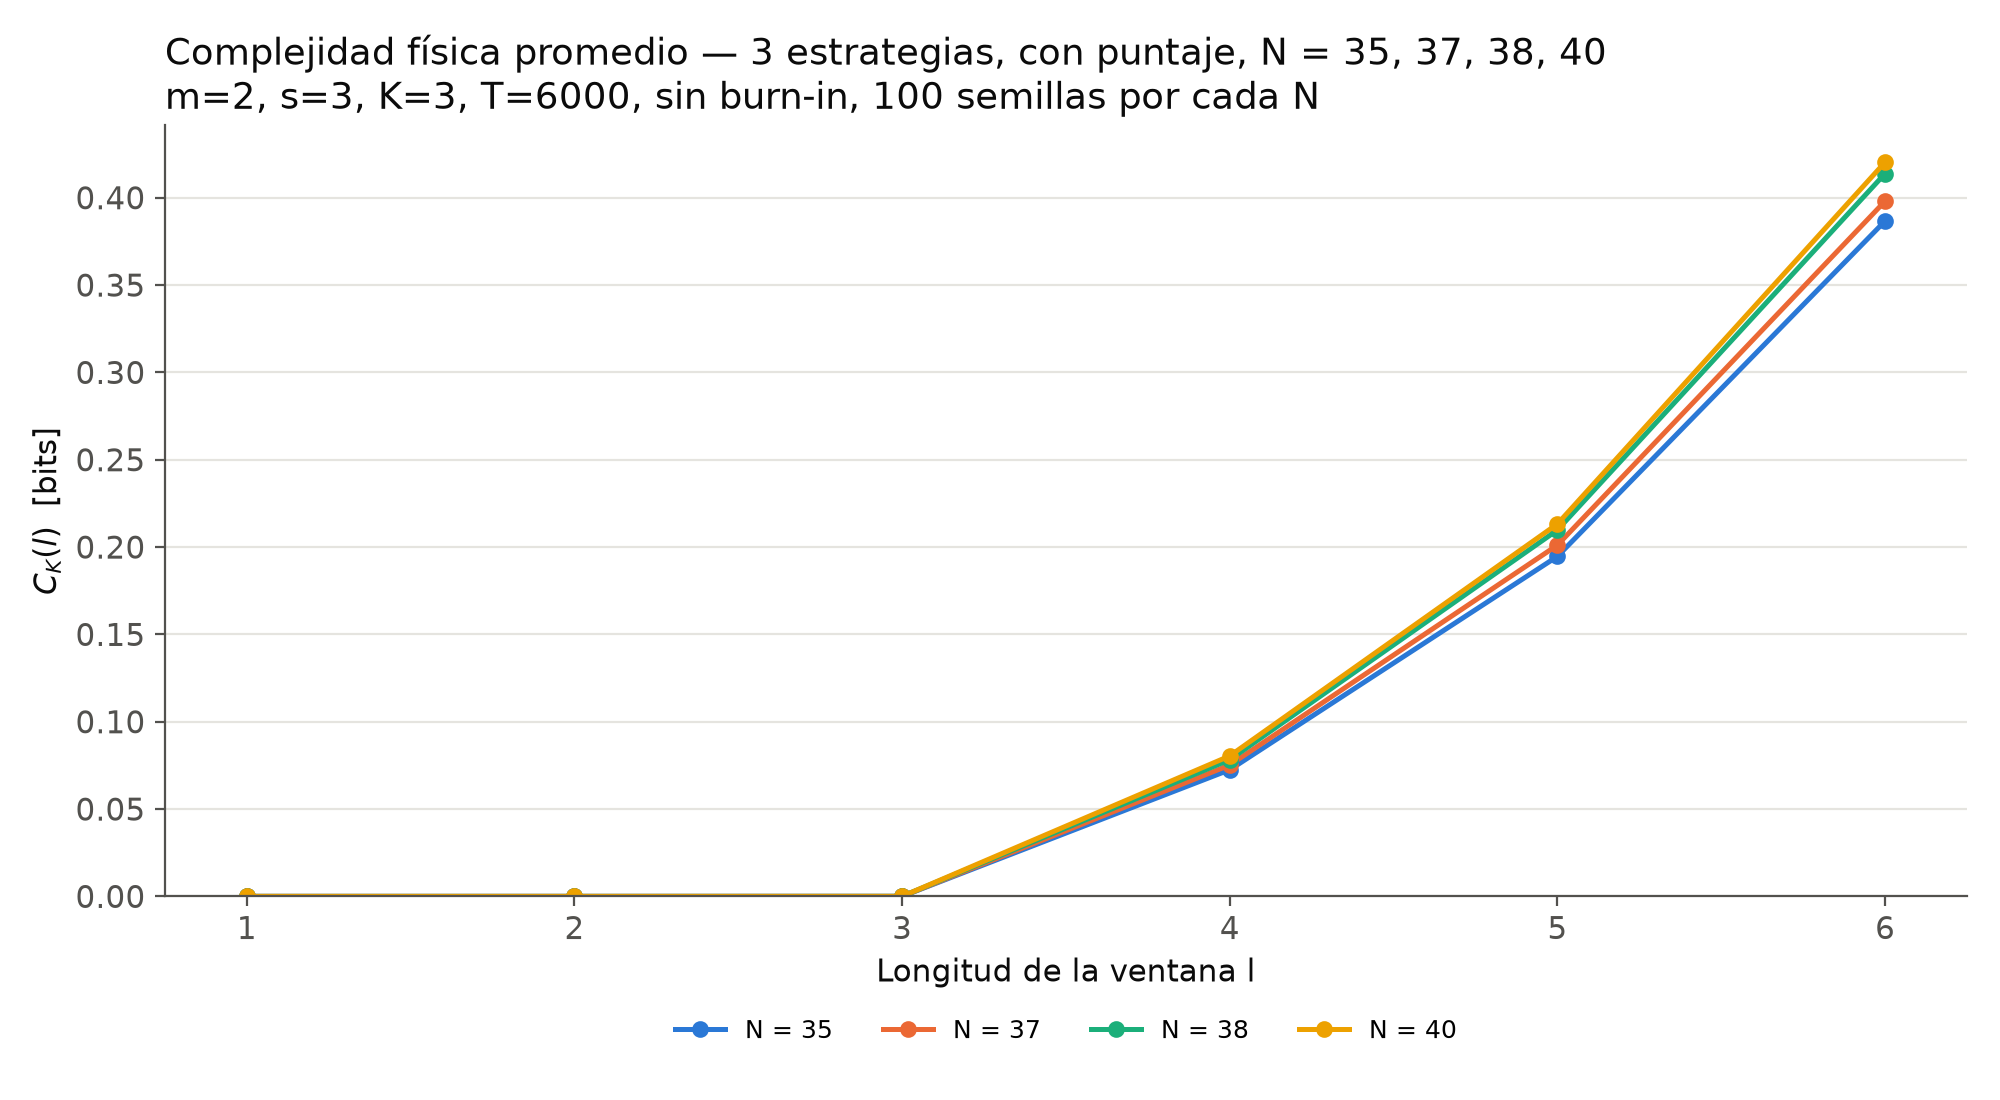 Complejidad física promedio — 3 estrategias, con puntaje, N = 35, 37, 38, 40
m=2, s=3, K=3, T=6000, sin burn-in, 100 semillas por cada N
C_K(l) [bits]
0.40
0.35
0.30
0.25
0.20
0.15
0.10
0.05
0.00
1 2 3 4 5 6
Longitud de la ventana l
N = 35 N = 37 N = 38 N = 40